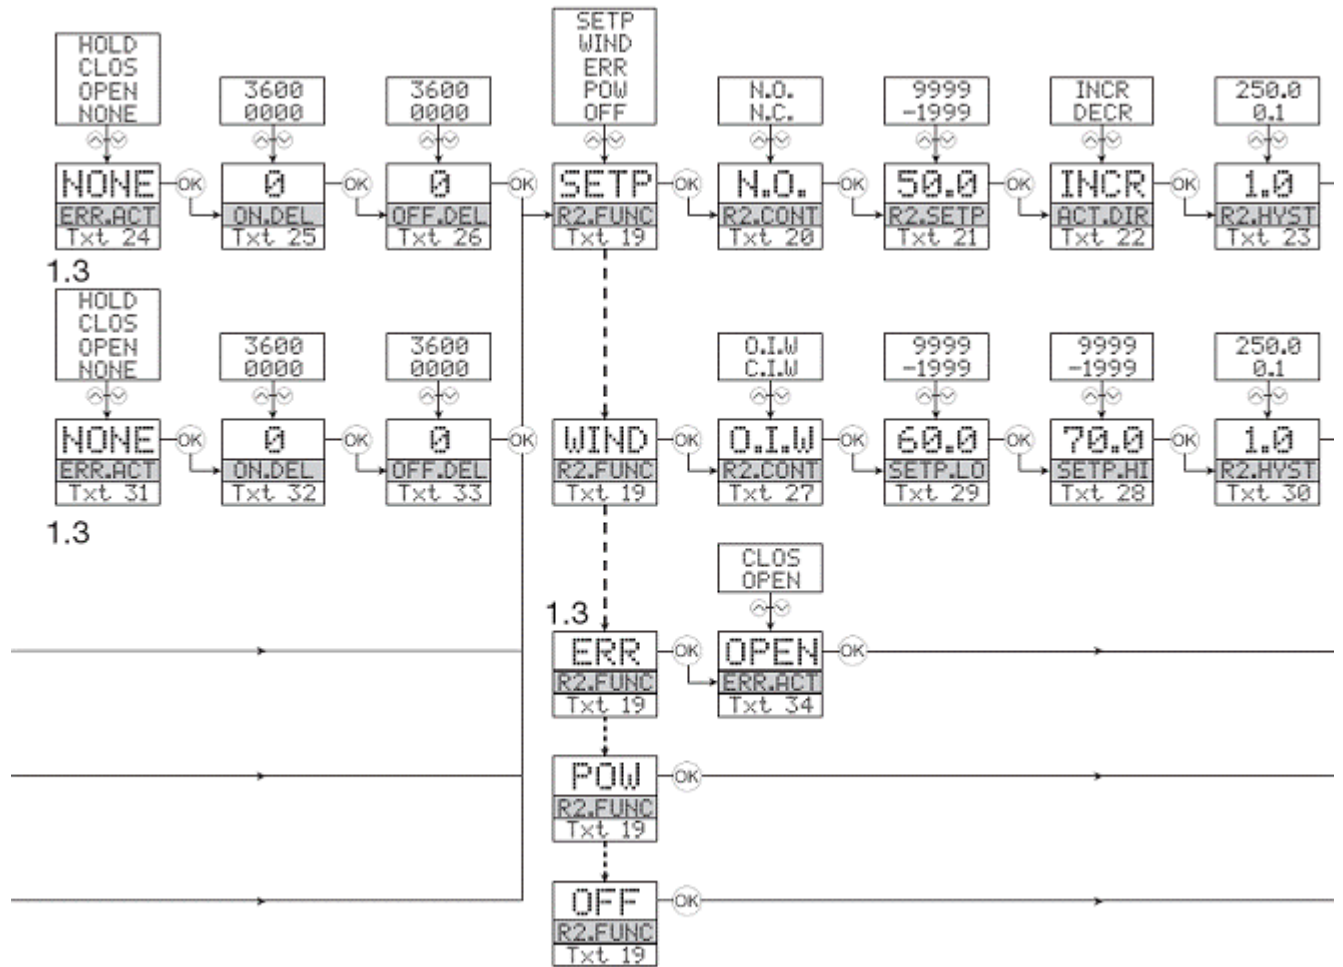 HOLD
CLOS
OPEN
NONE
3600
0000
3600
0000
SETP
WIND
ERR
POW
OFF
N.O.
N.C.
9999
-1999
INCR
DECR
250.0
0.1
NONE
ERR.ACT
Txt 24
OK
0
ON.DEL
Txt 25
OK
0
OFF.DEL
Txt 26
OK
SETP
R2.FUNC
Txt 19
OK
N.O.
R2.CONT
Txt 20
OK
50.0
R2.SETP
Txt 21
OK
INCR
ACT.DIR
Txt 22
OK
1.0
R2.HYST
Txt 23
1.3
HOLD
CLOS
OPEN
NONE
3600
0000
3600
0000
O.I.W
C.I.W
9999
-1999
9999
-1999
250.0
0.1
NONE
ERR.ACT
Txt 31
OK
0
ON.DEL
Txt 32
OK
0
OFF.DEL
Txt 33
OK
WIND
R2.FUNC
Txt 19
OK
O.I.W
R2.CONT
Txt 27
OK
60.0
SETP.LO
Txt 29
OK
70.0
SETP.HI
Txt 28
OK
1.0
R2.HYST
Txt 30
1.3
CLOS
OPEN
1.3
ERR
R2.FUNC
Txt 19
OK
OPEN
ERR.ACT
Txt 34
OK
POW
R2.FUNC
Txt 19
OK
OFF
R2.FUNC
Txt 19
OK